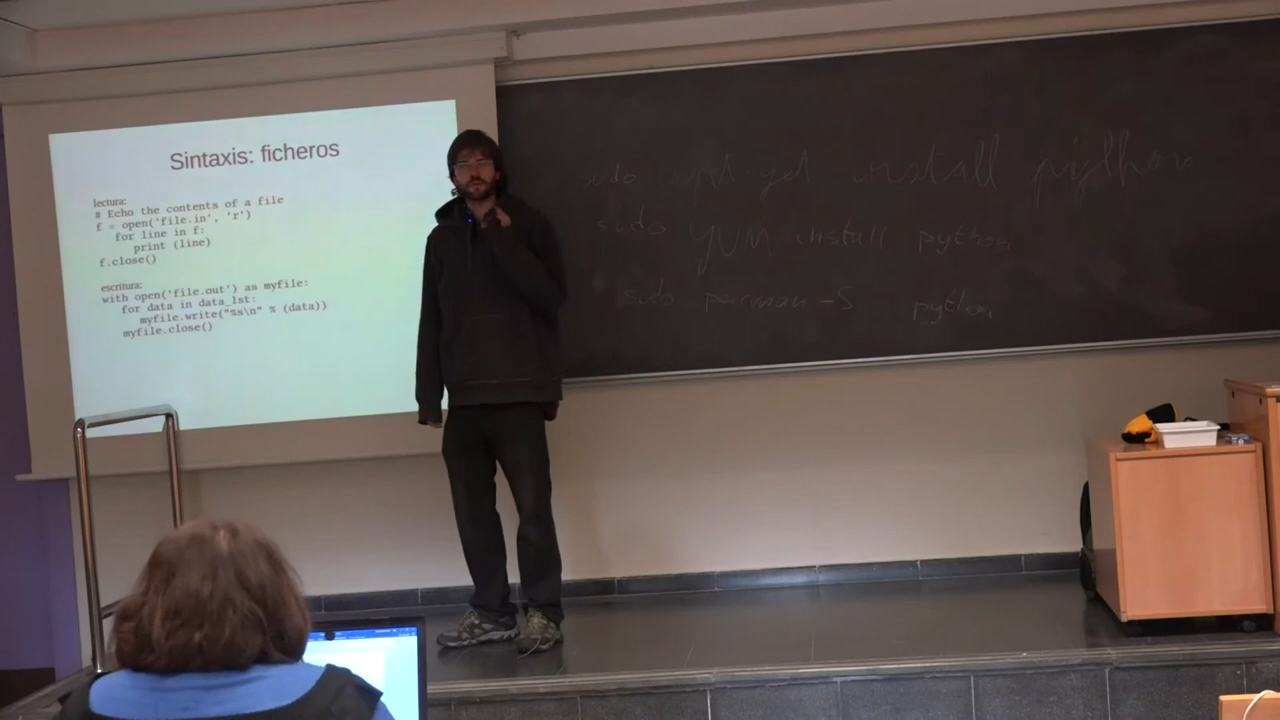 Sintaxis: ficheros
lectura:
# Echo the contents of a file
f = open('file.in', 'r')
for line in f:
print (line)
f.close()
escritura:
with open('file.out') as myfile:
for data in data_lst:
myfile.write("%s\n" % (data))
myfile.close()
sudo apt get install python
sudo YUM install python
sudo pacman -S python